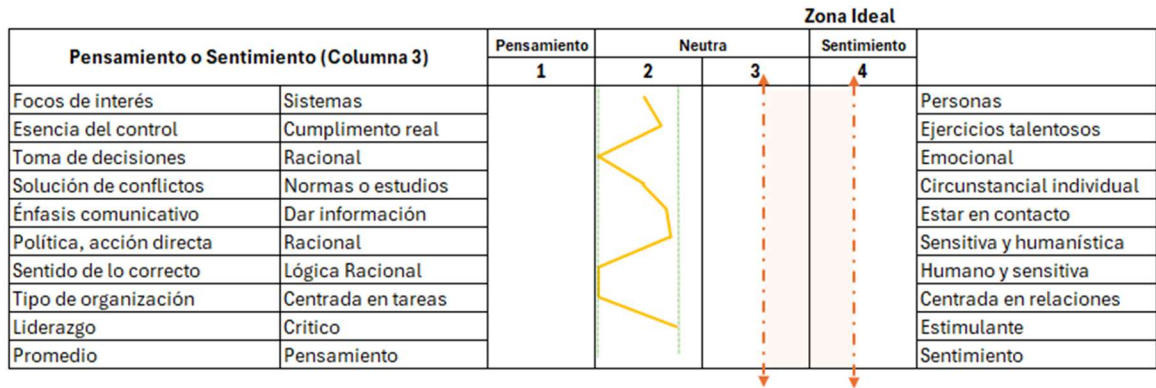 Zona Ideal
Pensamiento o Sentimiento (Columna 3) Pensamiento Neutra Sentimiento
1 2 3 4
Focos de interés Sistemas Personas
Esencia del control Cumplimento real Ejercicios talentosos
Toma de decisiones Racional Emocional
Solución de conflictos Normas o estudios Circunstancial individual
Énfasis comunicativo Dar información Estar en contacto
Política, acción directa Racional Sensitiva y humanística
Sentido de lo correcto Lógica Racional Humano y sensitiva
Tipo de organización Centrada en tareas Centrada en relaciones
Liderazgo Critico Estimulante
Promedio Pensamiento Sentimiento